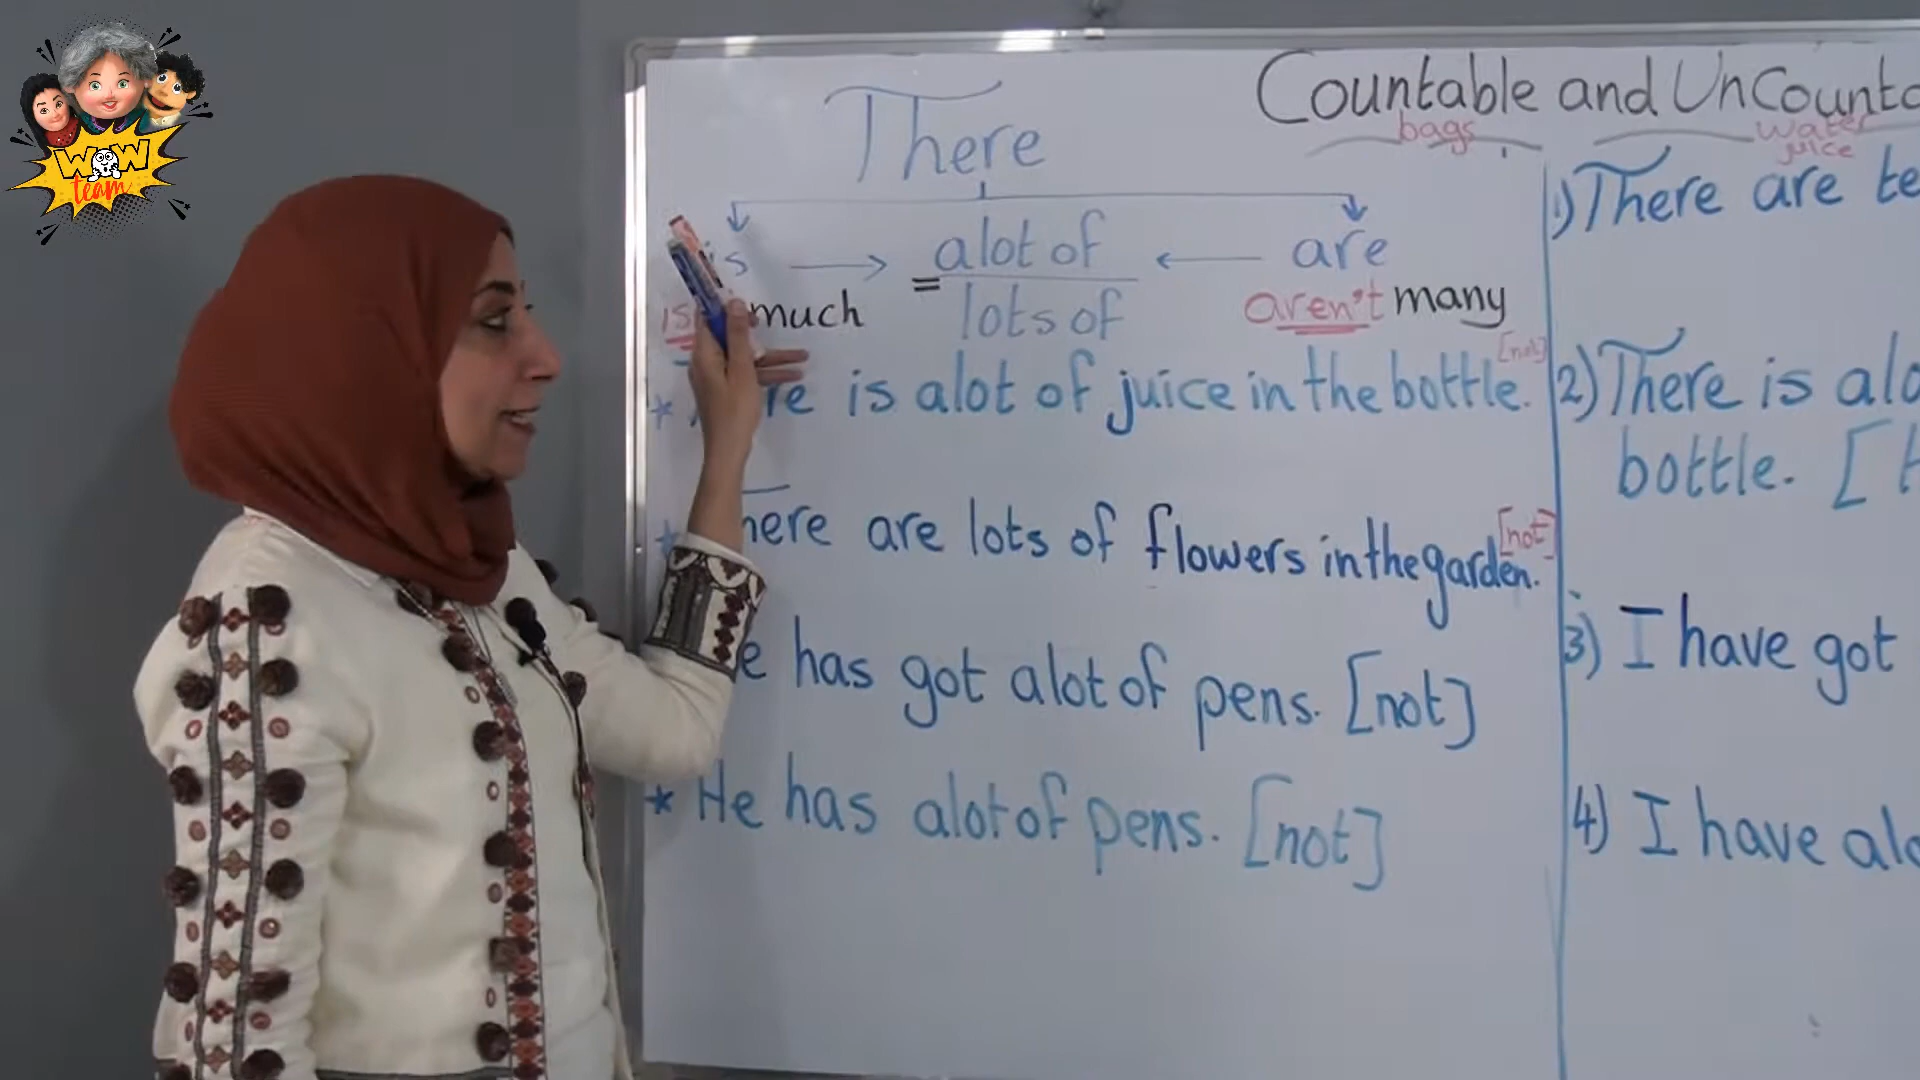 WOW
team
There
Countable and UnCounta
bags
water
juice
is
= alot of
are
lots of
much
aren't many
* is alot of juice in the bottle. [not]
are lots of flowers in the garden. [not]
has got alot of pens. [not]
* He has alot of pens. [not]
1) There are te
2) There is alo
bottle. [
3) I have got
4) I have alo